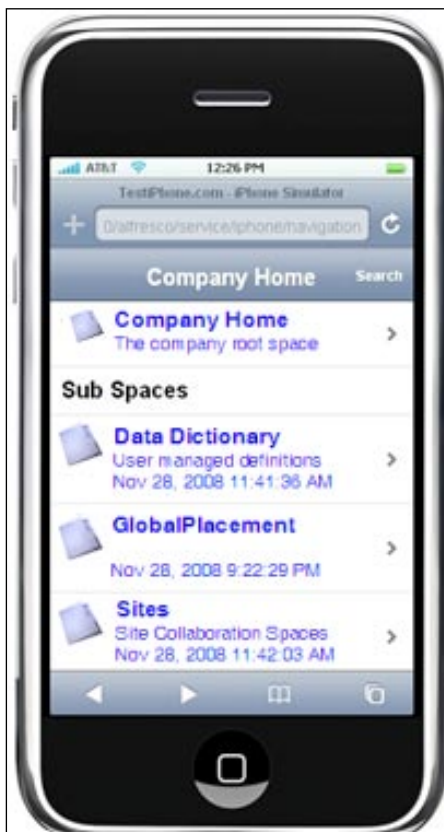 AT&T 12:26 PM
TestiPhone.com - iPhone Simulator
0/alfresco/service/iphone/navigation
Company Home Search
Company Home
The company root space
Sub Spaces
Data Dictionary
User managed definitions
Nov 28, 2008 11:41:36 AM
GlobalPlacement
Nov 28, 2008 9:22:29 PM
Sites
Site Collaboration Spaces
Nov 28, 2008 11:42:03 AM